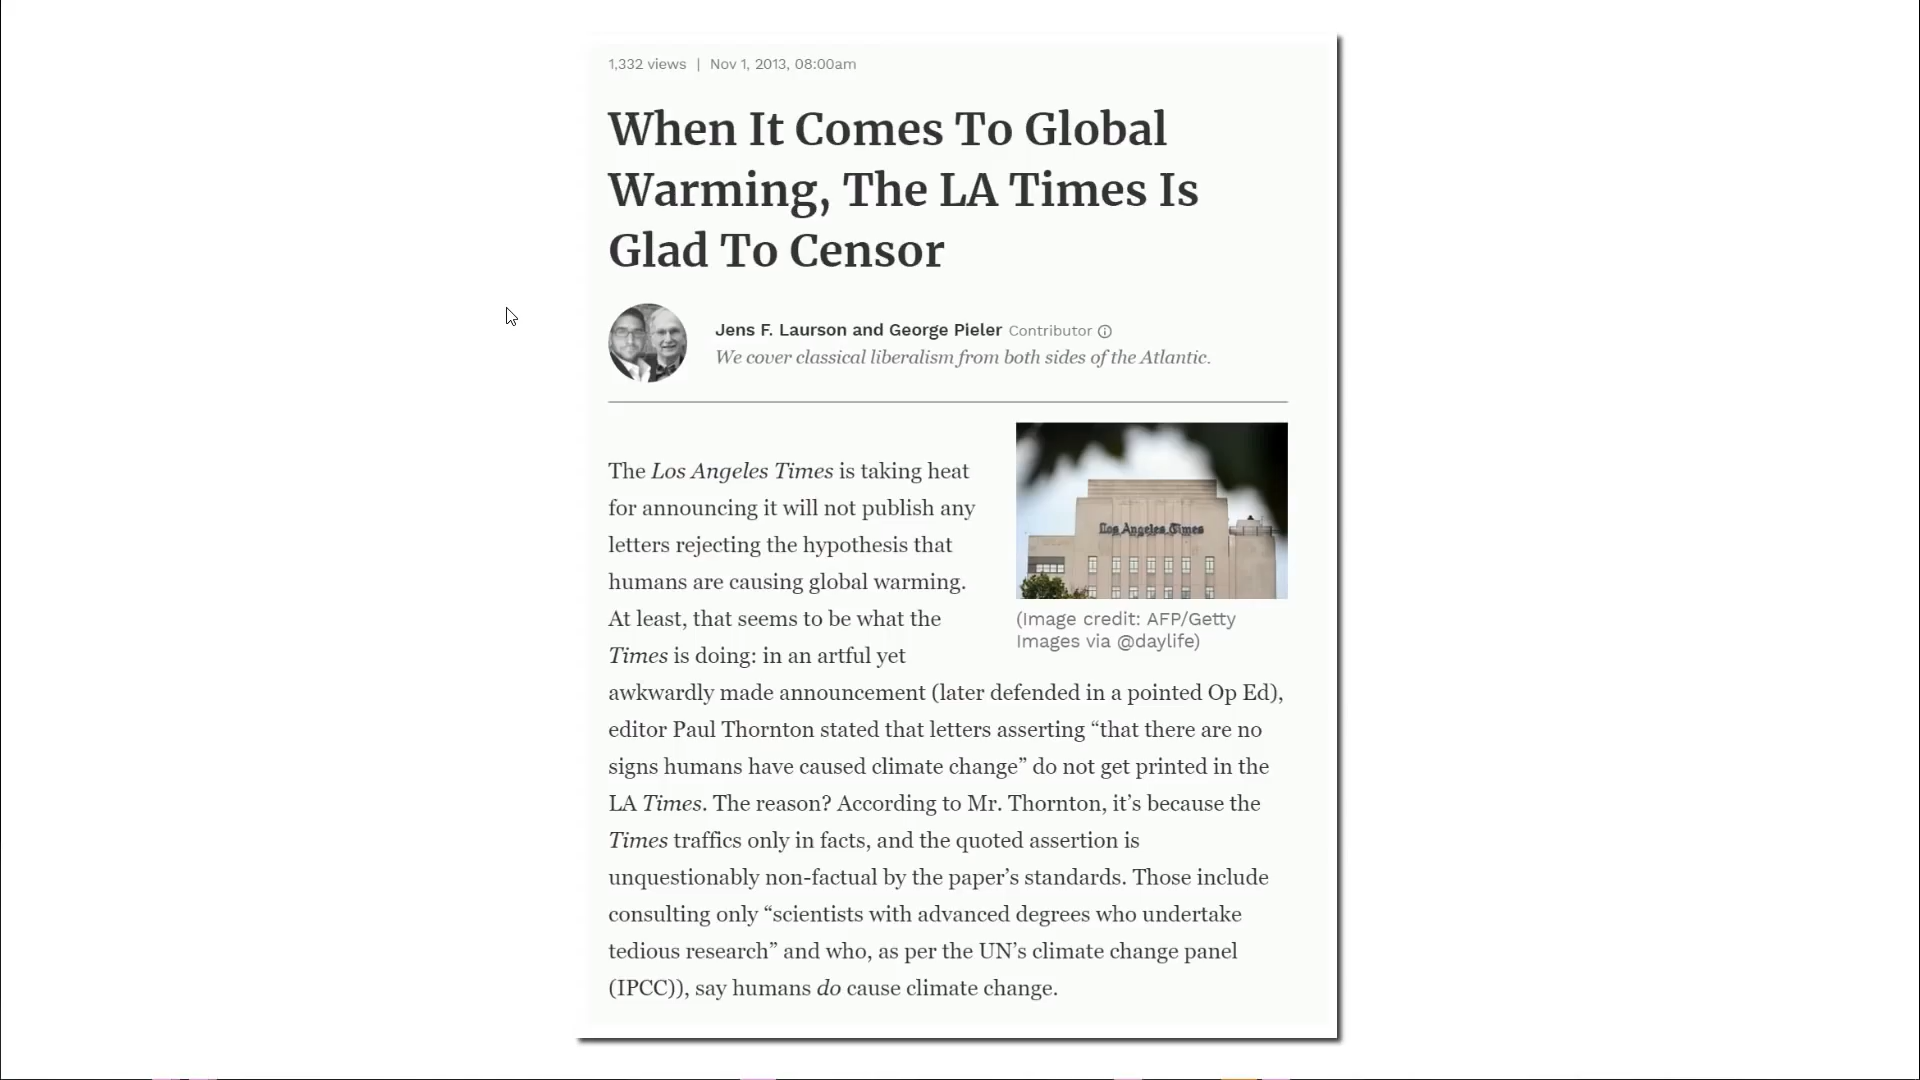 1,332 views | Nov 1, 2013, 08:00am
When It Comes To Global
Warming, The LA Times Is
Glad To Censor
Jens F. Laurson and George Pieler Contributor
We cover classical liberalism from both sides of the Atlantic.
The Los Angeles Times is taking heat
for announcing it will not publish any
letters rejecting the hypothesis that
humans are causing global warming.
At least, that seems to be what the
Times is doing: in an artful yet
Los Angeles Times
(Image credit: AFP/Getty
Images via @daylife)
awkwardly made announcement (later defended in a pointed Op Ed),
editor Paul Thornton stated that letters asserting “that there are no
signs humans have caused climate change” do not get printed in the
LA Times. The reason? According to Mr. Thornton, it’s because the
Times traffics only in facts, and the quoted assertion is
unquestionably non-factual by the paper’s standards. Those include
consulting only “scientists with advanced degrees who undertake
tedious research” and who, as per the UN’s climate change panel
(IPCC)), say humans do cause climate change.